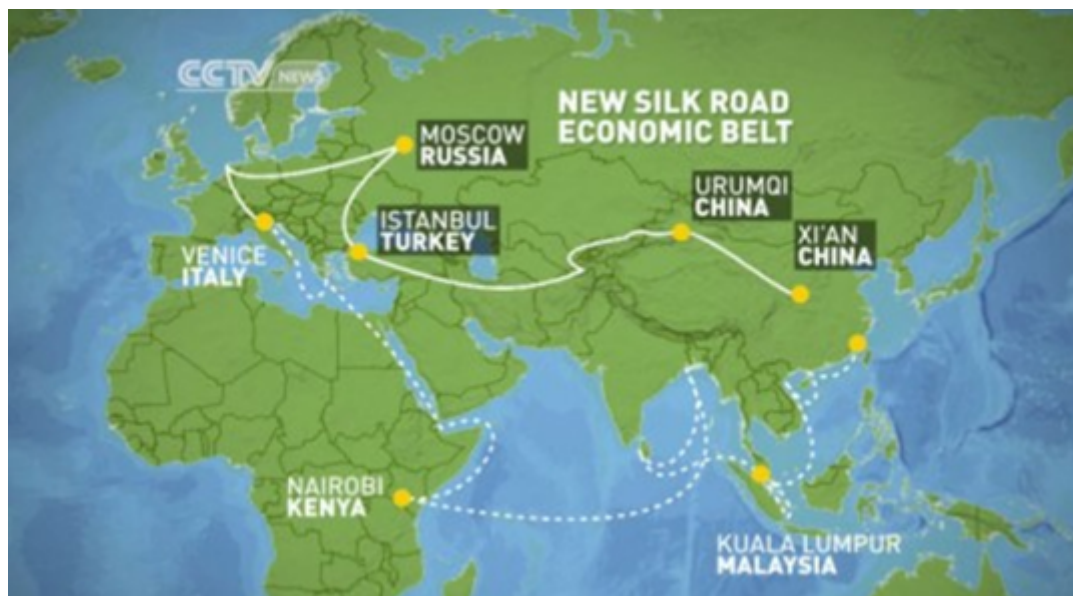 CCTV NEWS
NEW SILK ROAD
ECONOMIC BELT
MOSCOW
RUSSIA
URUMQI
CHINA
ISTANBUL
TURKEY
XI'AN
CHINA
VENICE
ITALY
NAIROBI
KENYA
KUALA LUMPUR
MALAYSIA